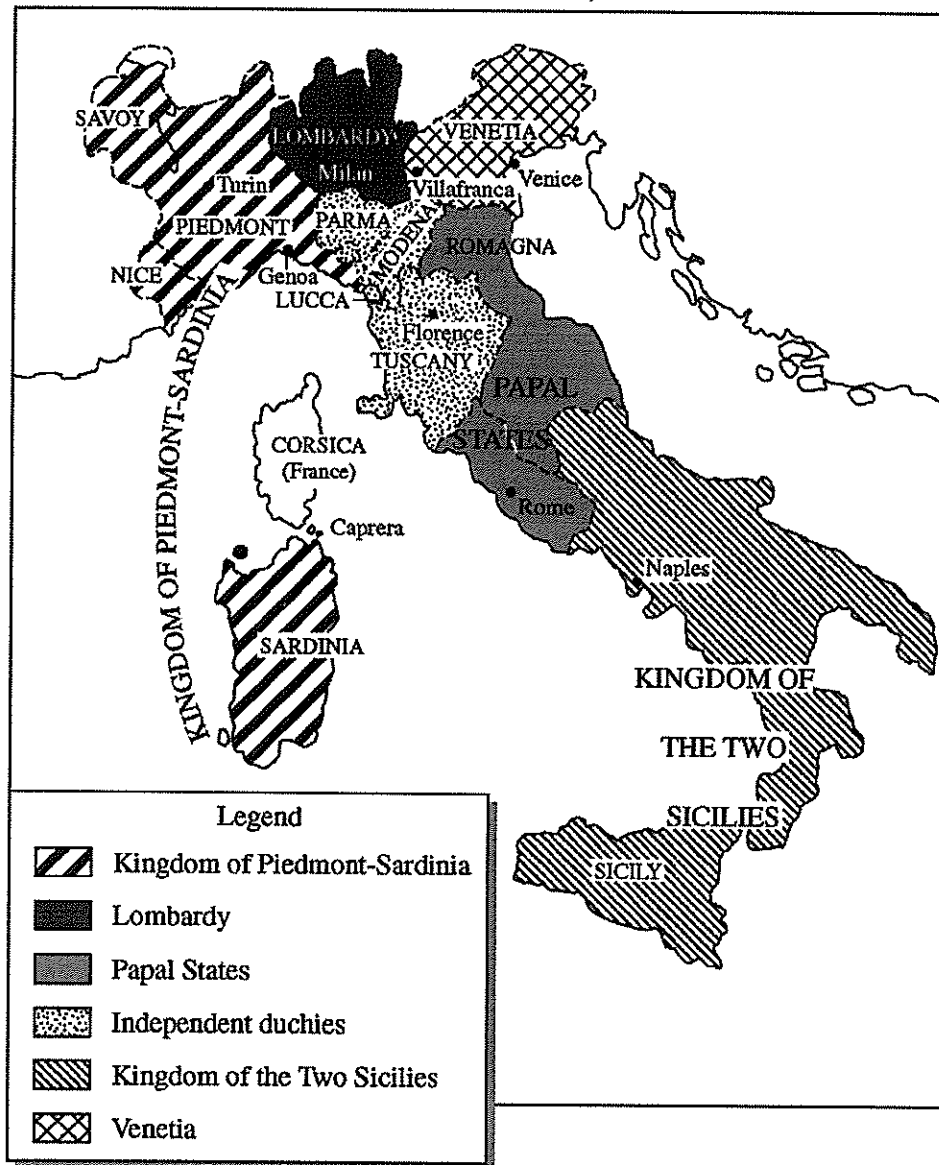 SAVOY
LOMBARDY
VENETIA
Milan
Villafranca
Venice
Turin
PARMA
PIEDMONT
MODENA
ROMAGNA
NICE
Genoa
LUCCA
Florence
TUSCANY
PAPAL
STATES
CORSICA
(France)
Rome
Caprera
KINGDOM OF PIEDMONT-SARDINIA
Naples
SARDINIA
KINGDOM OF
THE TWO
SICILIES
SICILY
Legend
Kingdom of Piedmont-Sardinia
Lombardy
Papal States
Independent duchies
Kingdom of the Two Sicilies
Venetia